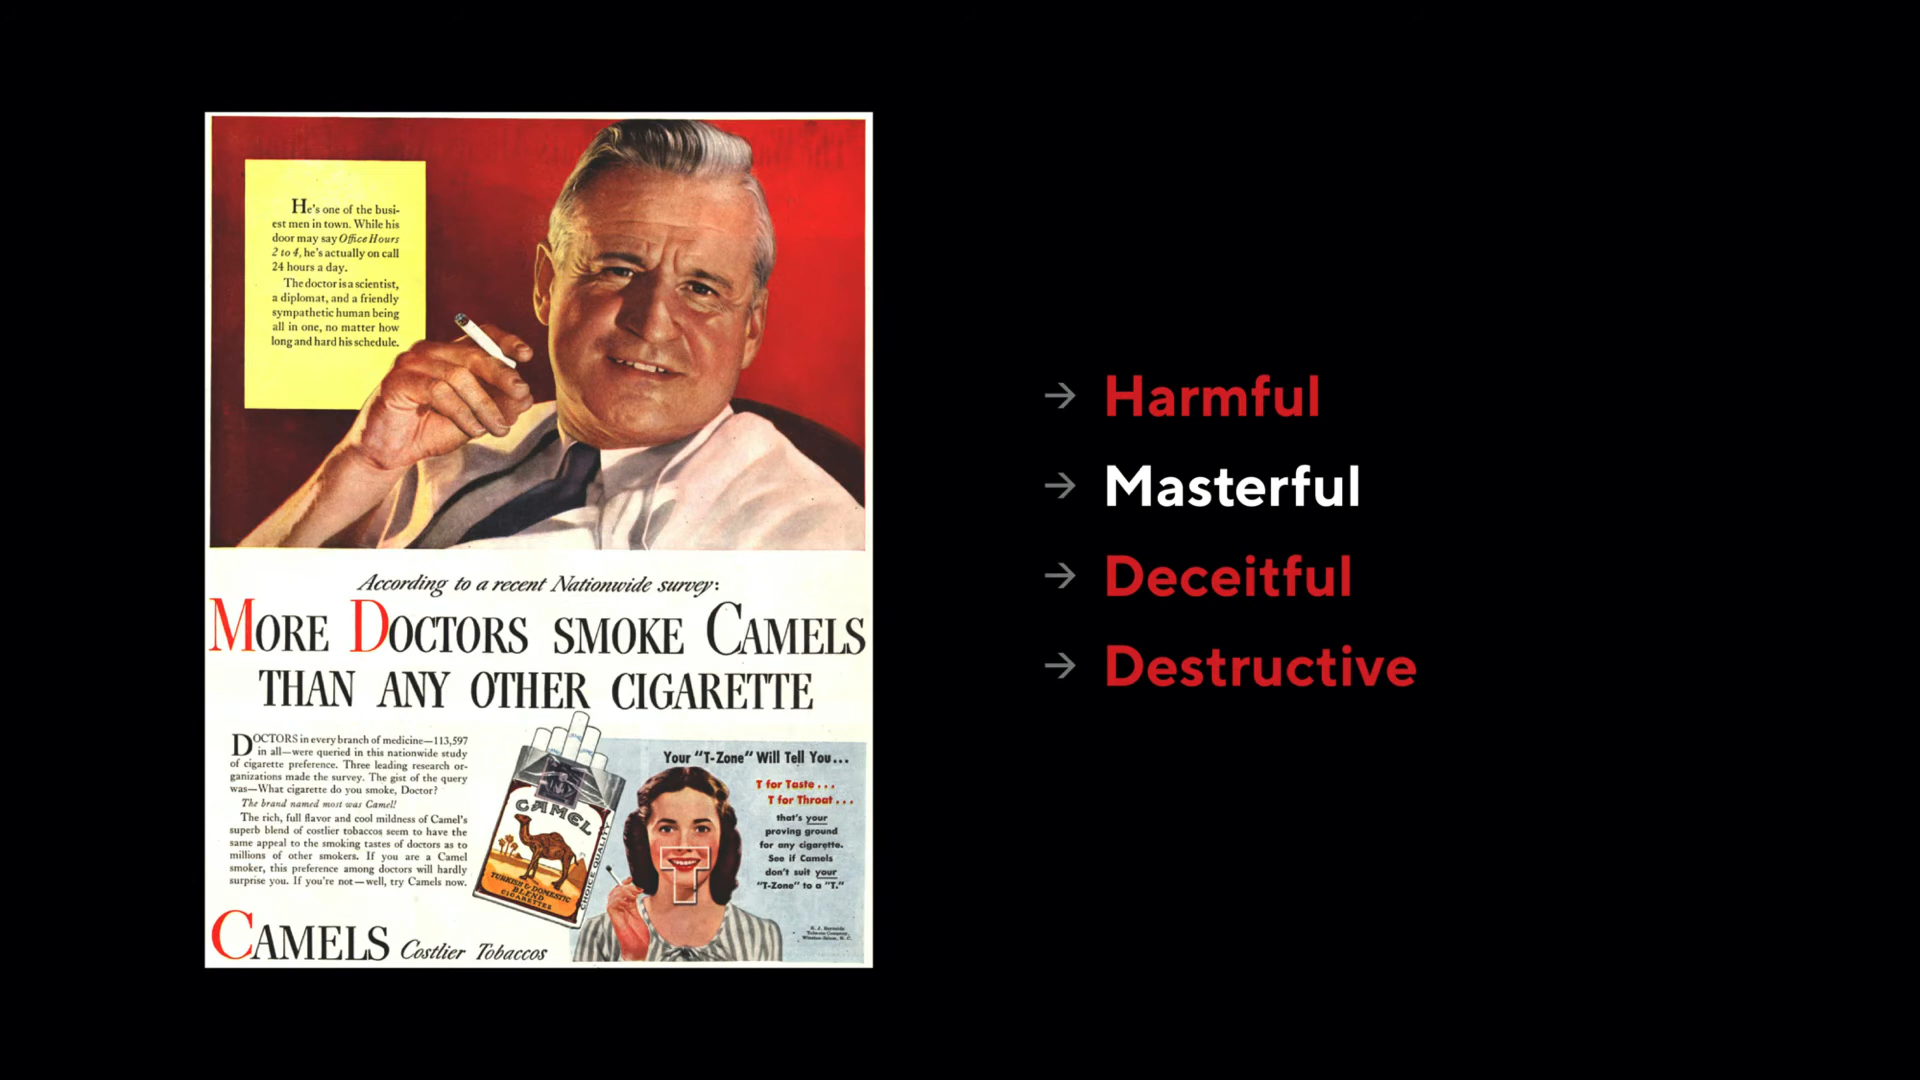 He's one of the busi-
est men in town. While his
door may say Office Hours
2 to 4, he's actually on call
24 hours a day.
The doctor is a scientist,
a diplomat, and a friendly
sympathetic human being
all in one, no matter how
long and hard his schedule.
According to a recent Nationwide survey:
MORE DOCTORS SMOKE CAMELS
THAN ANY OTHER CIGARETTE
DOCTORS in every branch of medicine—113,597
in all—were queried in this nationwide study
of cigarette preference. Three leading research or-
ganizations made the survey. The gist of the query
was—What cigarette do you smoke, Doctor?
The brand named most was Camel!
The rich, full flavor and cool mildness of Camel's
superb blend of costlier tobaccos seem to have the
same appeal to the smoking tastes of doctors as to
millions of other smokers. If you are a Camel
smoker, this preference among doctors will hardly
surprise you. If you're not—well, try Camels now.
CAMELS Costlier Tobaccos
CAMEL
TURKISH & DOMESTIC
BLEND
CIGARETTES
CHOICE QUALITY
Your "T-Zone" Will Tell You...
T for Taste...
T for Throat...
that's your
proving ground
for any cigarette.
See if Camels
don't suit your
"T-Zone" to a "T."
T
R. J. Reynolds
Tobacco Company,
Winston-Salem, N. C.
→ Harmful
→ Masterful
→ Deceitful
→ Destructive